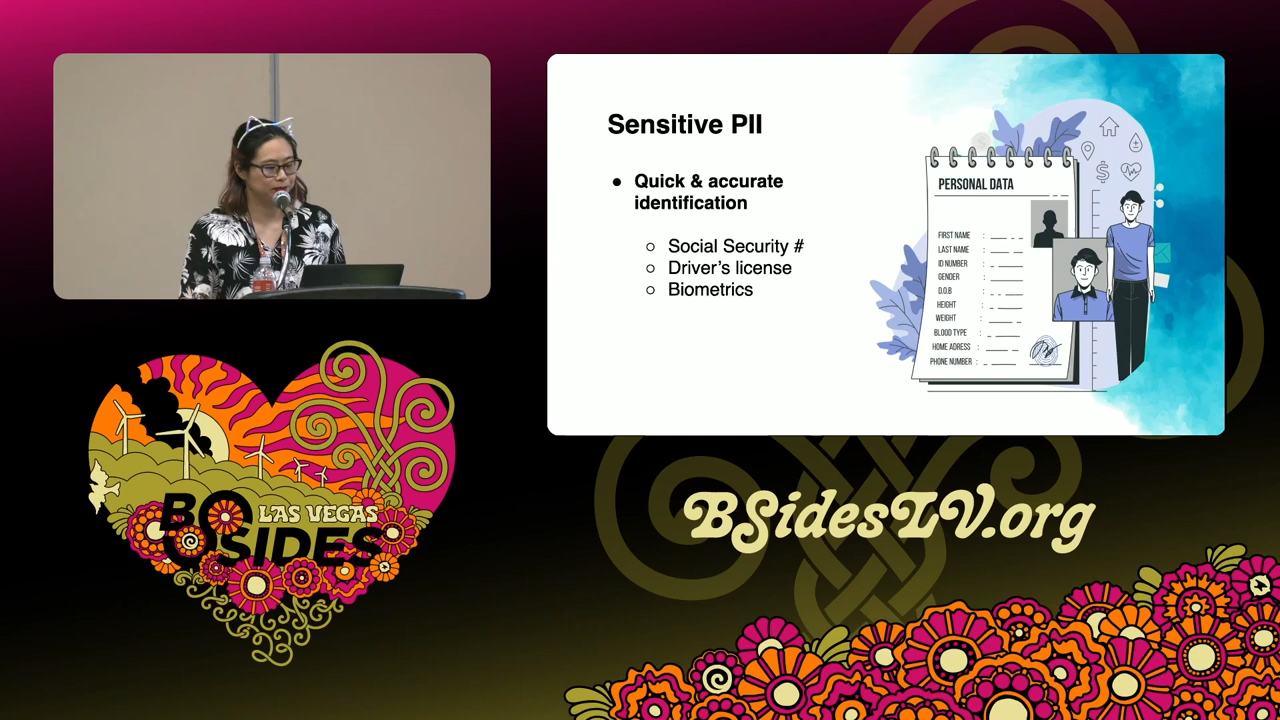 Sensitive PII
● Quick & accurate
identification
○ Social Security #
○ Driver's license
○ Biometrics
PERSONAL DATA
FIRST NAME :
LAST NAME :
ID NUMBER :
GENDER :
D.O.B :
HEIGHT :
WEIGHT :
BLOOD TYPE :
HOME ADRESS :
PHONE NUMBER :
$
BSIDES
LAS VEGAS
23
BSidesLV.org